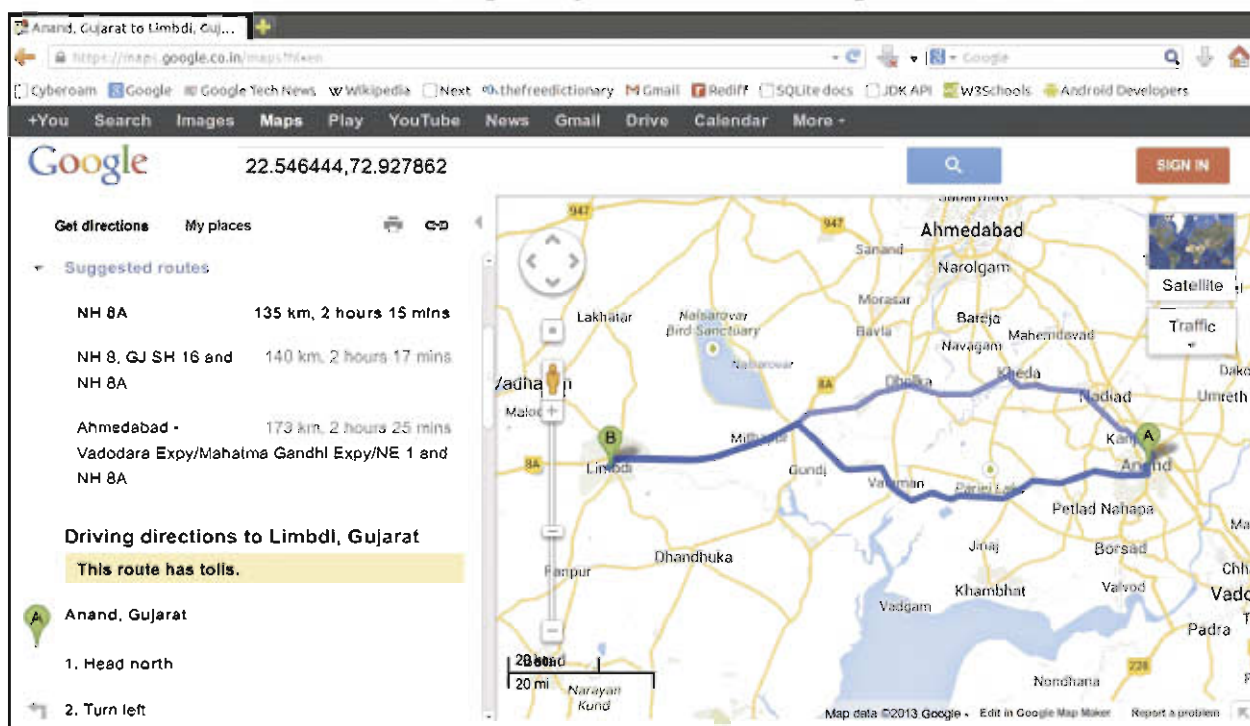 Anand, Gujarat to Limbdi, Guj...
https://maps.google.co.in/maps?hl=en
Google
Cyberoam Google Google Tech News Wikipedia Next thefreedictionary Gmail Rediff SQLite docs JDK API W3Schools Android Developers
+You Search Images Maps Play YouTube News Gmail Drive Calendar More
Google 22.546444,72.927862 SIGN IN
Get directions My places
Suggested routes
NH 8A 135 km, 2 hours 15 mins
NH 8, GJ SH 16 and 140 km, 2 hours 17 mins
NH 8A
Ahmedabad - 173 km, 2 hours 25 mins
Vadodara Expy/Mahatma Gandhi Expy/NE 1 and
NH 8A
Driving directions to Limbdi, Gujarat
This route has tolls.
A Anand, Gujarat
1. Head north
2. Turn left
947
947
Ahmedabad
Sanand
Narolgam
Satellite
Morasar
Lakhatar
Nalsarovar
Bird Sanctuary
Bareja
Traffic
Bavla
Mahemdavad
Navagam
Nalsarovar
Kheda
8A
Dholka
Nadiad
Umreth
B
A
8A
Limbdi
Gundj
Anand
Petlad Nahapa
Dhandhuka
Borsad
Khambhat
Valvod
Vadgam
Padra
20 mi
Narayan
Kund
228
Nondhana
Map data ©2013 Google - Edit in Google Map Maker Report a problem